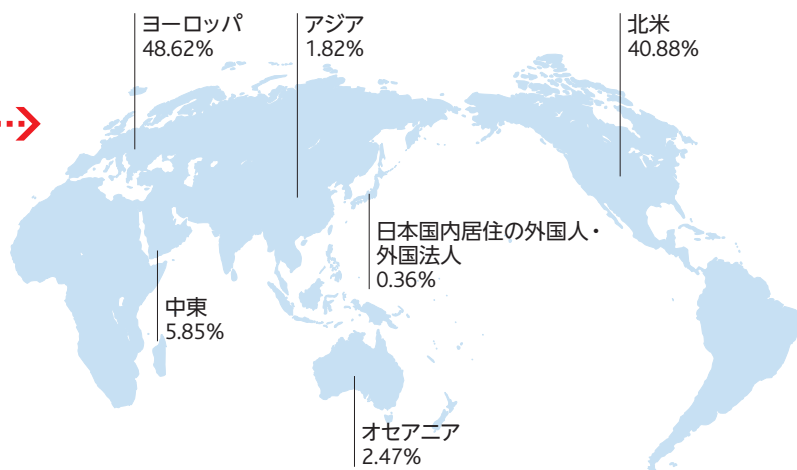 ヨーロッパ
48.62%
アジア
1.82%
北米
40.88%
日本国内居住の外国人・
外国法人
0.36%
中東
5.85%
オセアニア
2.47%